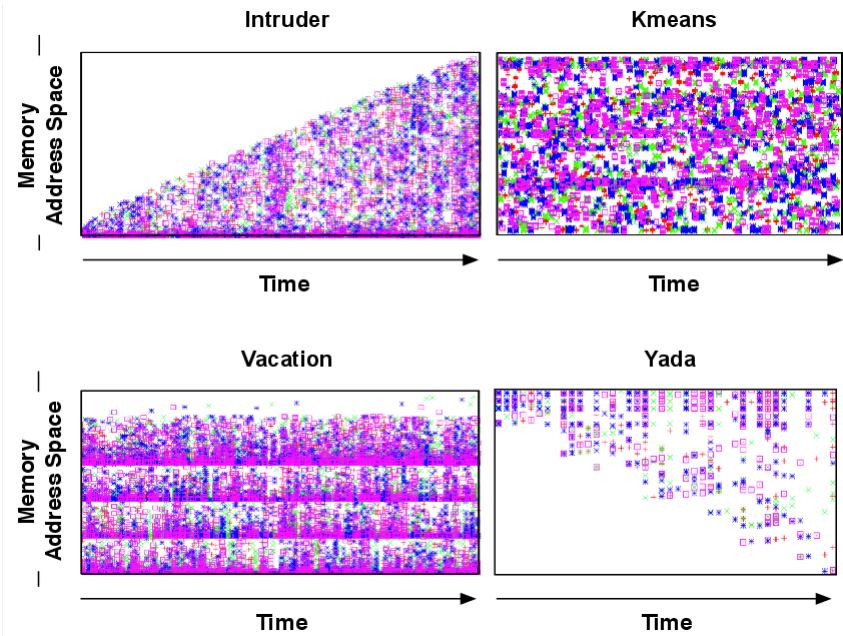 Intruder
Kmeans
Memory
Address Space
Time
Time
Vacation
Yada
Memory
Address Space
Time
Time